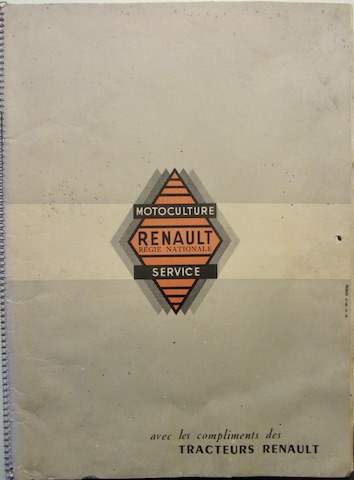 MOTOCULTURE
RENAULT
RÉGIE NATIONALE
SERVICE
avec les compliments des
TRACTEURS RENAULT